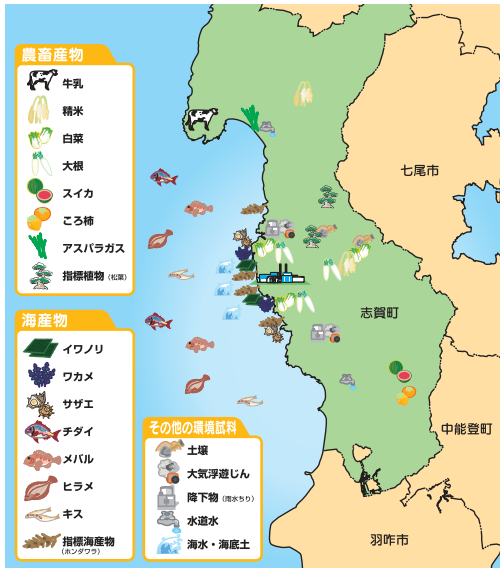 農畜産物
牛乳
精米
白菜
大根
スイカ
ころ柿
アスパラガス
指標植物(松葉)
海産物
イワノリ
ワカメ
サザエ
チダイ
メバル
ヒラメ
キス
指標海産物
(ホンダワラ)
その他の環境試料
土壌
大気浮遊じん
降下物(雨水ちり)
水道水
海水・海底土
七尾市
志賀町
中能登町
羽咋市